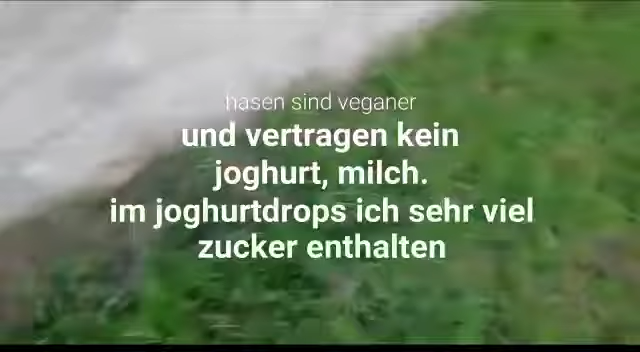 hasen sind veganer
und vertragen kein
joghurt, milch.
im joghurtdrops ich sehr viel
zucker enthalten